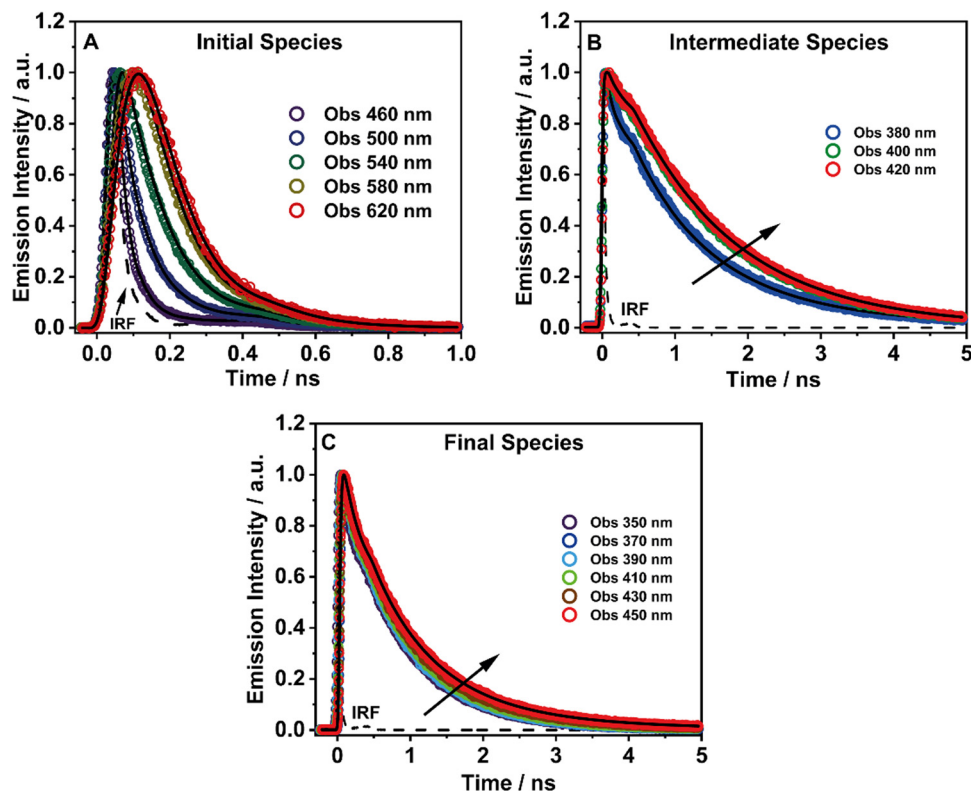 A
Initial Species
Emission Intensity / a.u.
1.2
1.0
0.8
0.6
0.4
0.2
0.0
Obs 460 nm
Obs 500 nm
Obs 540 nm
Obs 580 nm
Obs 620 nm
IRF
0.0 0.2 0.4 0.6 0.8 1.0
Time / ns
B
Intermediate Species
Emission Intensitty / a.u.
1.2
1.0
0.8
0.6
0.4
0.2
0.0
Obs 380 nm
Obs 400 nm
Obs 420 nm
IRF
0 1 2 3 4 5
Time / ns
C
Final Species
Emission Intensity / a.u.
1.2
1.0
0.8
0.6
0.4
0.2
0.0
Obs 350 nm
Obs 370 nm
Obs 390 nm
Obs 410 nm
Obs 430 nm
Obs 450 nm
IRF
0 1 2 3 4 5
Time / ns